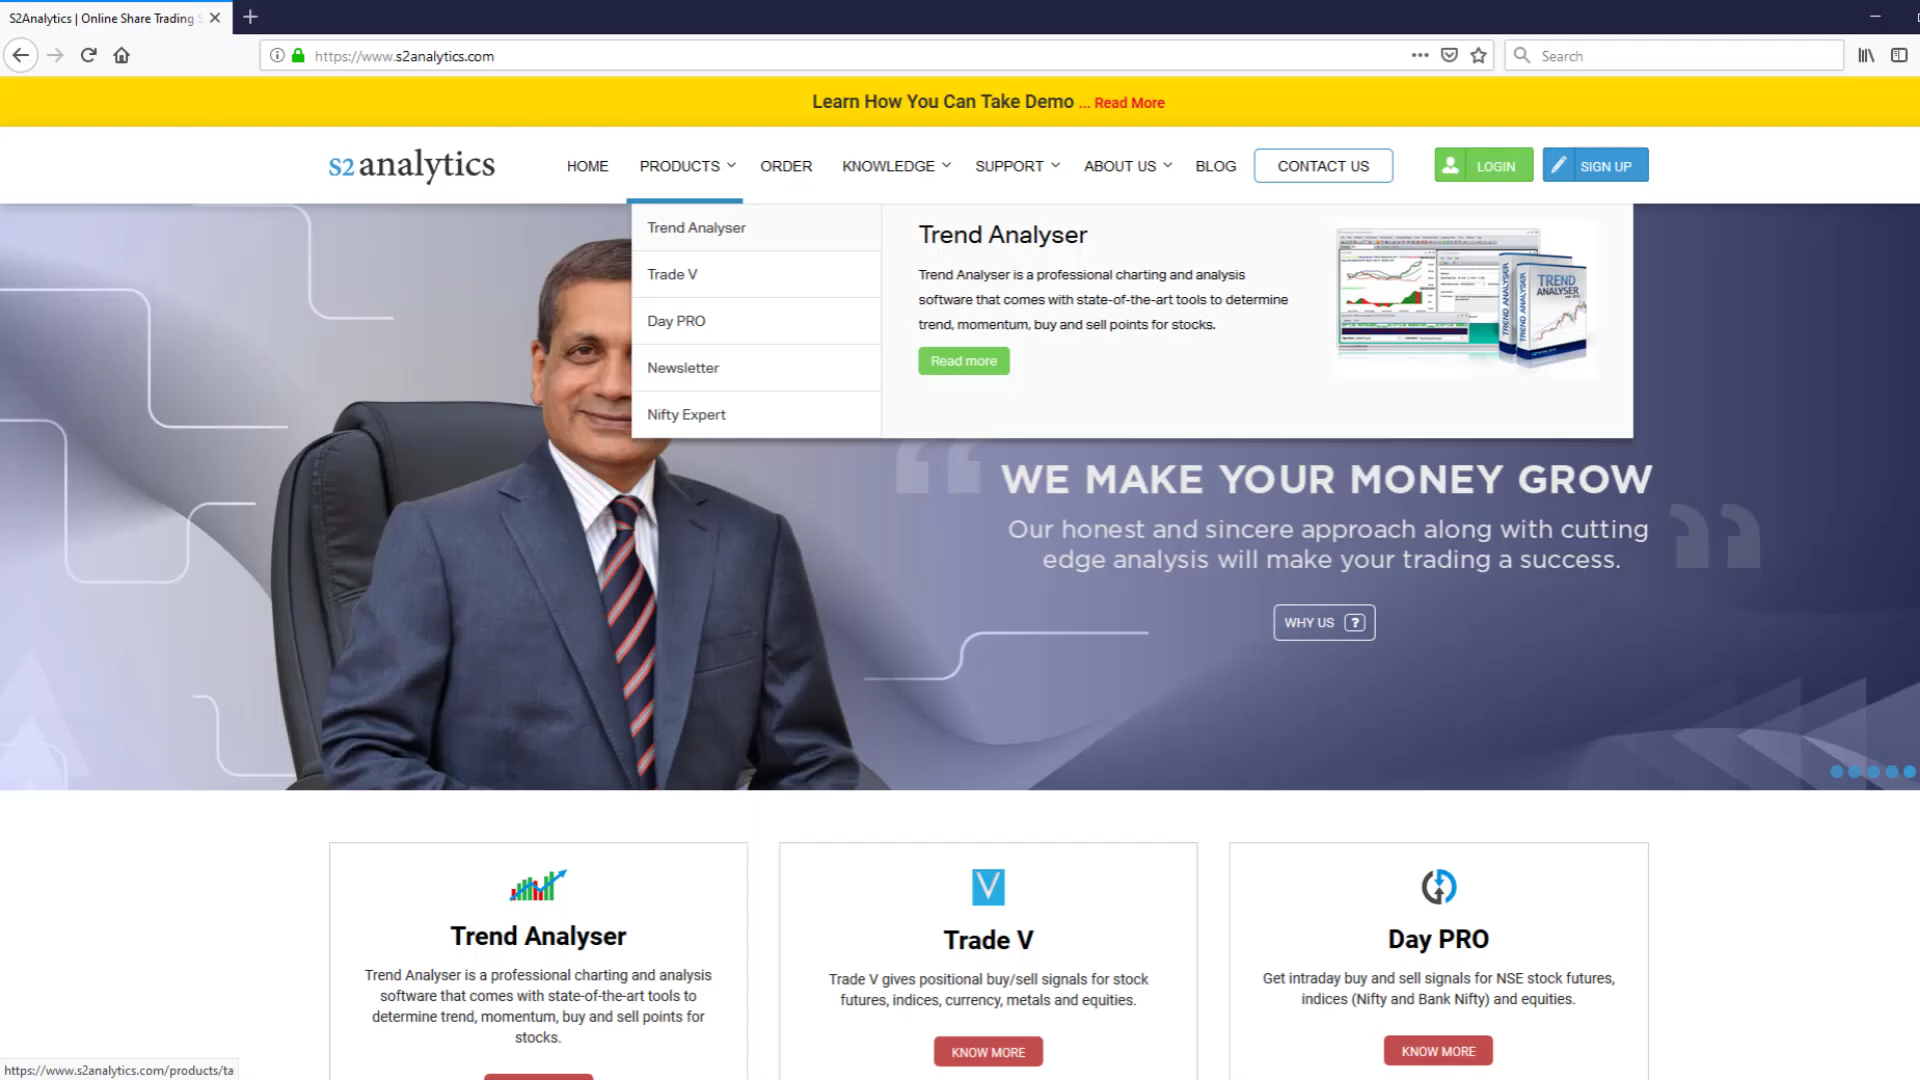 S2Analytics | Online Share Trading S
https://www.s2analytics.com
Search
Learn How You Can Take Demo ... Read More
s2analytics
HOME
PRODUCTS
ORDER
KNOWLEDGE
SUPPORT
ABOUT US
BLOG
CONTACT US
LOGIN
SIGN UP
Trend Analyser
Trade V
Day PRO
Newsletter
Nifty Expert
Trend Analyser
Trend Analyser is a professional charting and analysis
software that comes with state-of-the-art tools to determine
trend, momentum, buy and sell points for stocks.
Read more
TREND
ANALYSER
TREND ANALYSER
TREND ANALYSER
“ WE MAKE YOUR MONEY GROW
Our honest and sincere approach along with cutting
edge analysis will make your trading a success. ”
WHY US ?
Trend Analyser
Trend Analyser is a professional charting and analysis
software that comes with state-of-the-art tools to
determine trend, momentum, buy and sell points for
stocks.
V
Trade V
Trade V gives positional buy/sell signals for stock
futures, indices, currency, metals and equities.
KNOW MORE
Day PRO
Get intraday buy and sell signals for NSE stock futures,
indices (Nifty and Bank Nifty) and equities.
KNOW MORE
https://www.s2analytics.com/products/ta